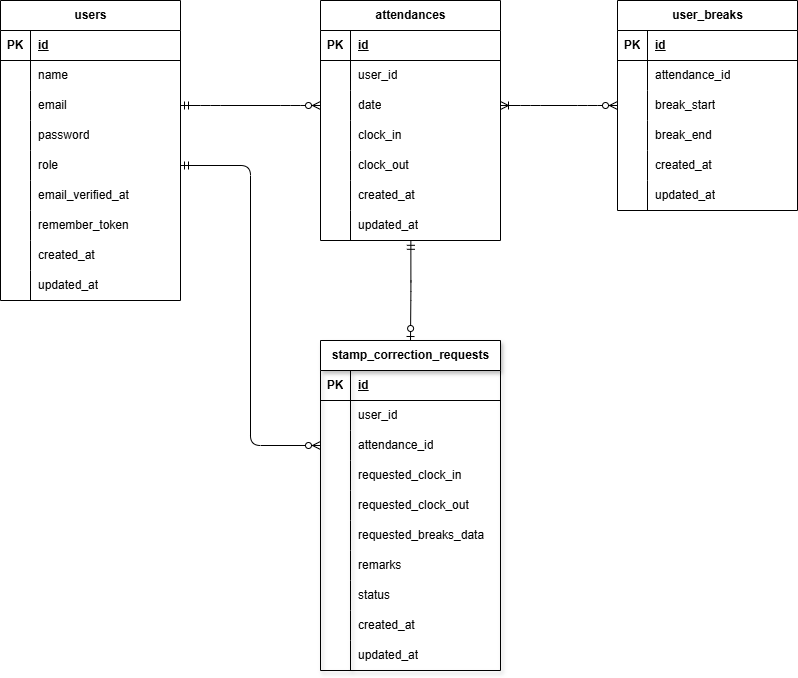 users
PK id
name
email
password
role
email_verified_at
remember_token
created_at
updated_at
attendances
PK id
user_id
date
clock_in
clock_out
created_at
updated_at
user_breaks
PK id
attendance_id
break_start
break_end
created_at
updated_at
stamp_correction_requests
PK id
user_id
attendance_id
requested_clock_in
requested_clock_out
requested_breaks_data
remarks
status
created_at
updated_at